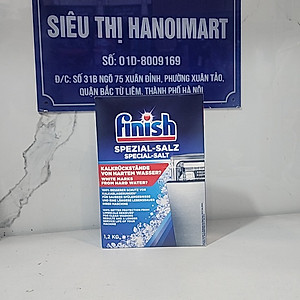 SIÊU THỊ HANOIMART
SỐ: 01D-8009169
Đ/C: SỐ 31B NGÕ 75 XUÂN ĐỈNH, PHƯỜNG XUÂN TẢO,
QUẬN BẮC TỪ LIÊM, THÀNH PHỐ HÀ NỘI
finish
SPEZIAL-SALZ
SPECIAL-SALT
KALKRÜCKSTÄNDE
VON HARTEM WASSER?
WHITE MARKS
FROM HARD WATER?
1,2 KG